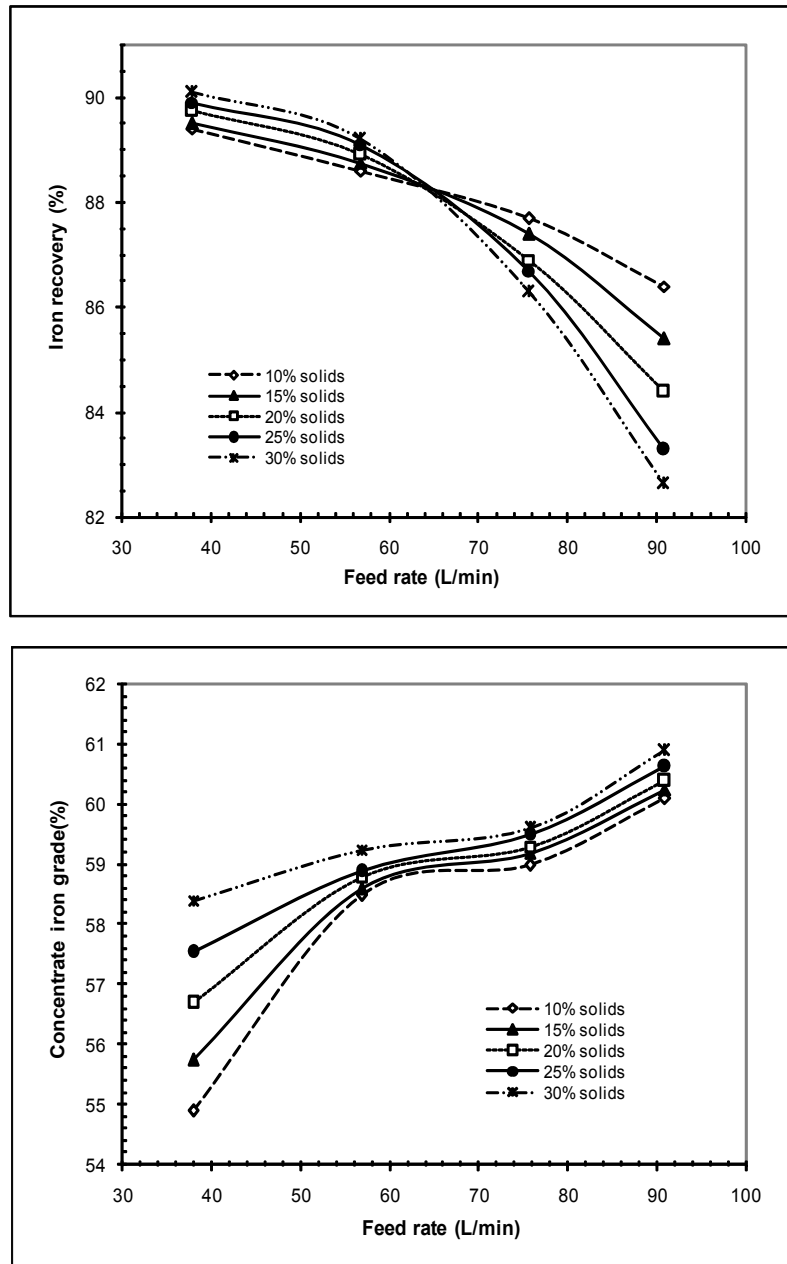 90
88
86
84
82
Iron recovery (%)
10% solids
15% solids
20% solids
25% solids
30% solids
30 40 50 60 70 80 90 100
Feed rate (L/min)
62
61
60
59
58
57
56
55
54
Concentrate iron grade(%)
10% solids
15% solids
20% solids
25% solids
30% solids
30 40 50 60 70 80 90 100
Feed rate (L/min)